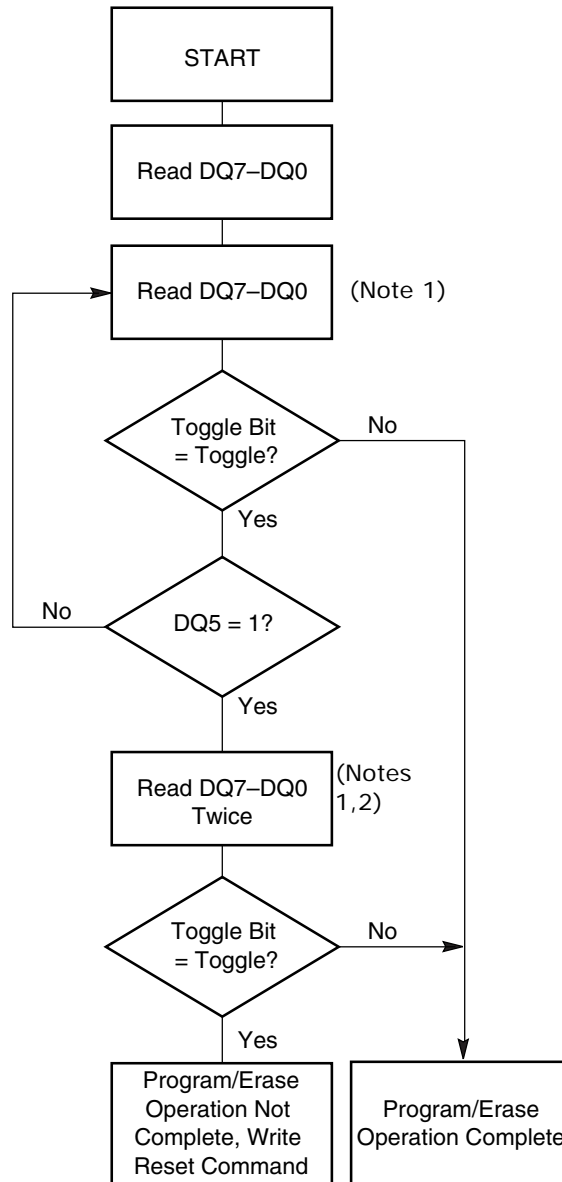 START
Read DQ7–DQ0
Read DQ7–DQ0
(Note 1)
Toggle Bit
= Toggle?
No
Yes
No
DQ5 = 1?
Yes
Read DQ7–DQ0
Twice
(Notes
1,2)
Toggle Bit
= Toggle?
No
Yes
Program/Erase
Operation Not
Complete, Write
Reset Command
Program/Erase
Operation Complete